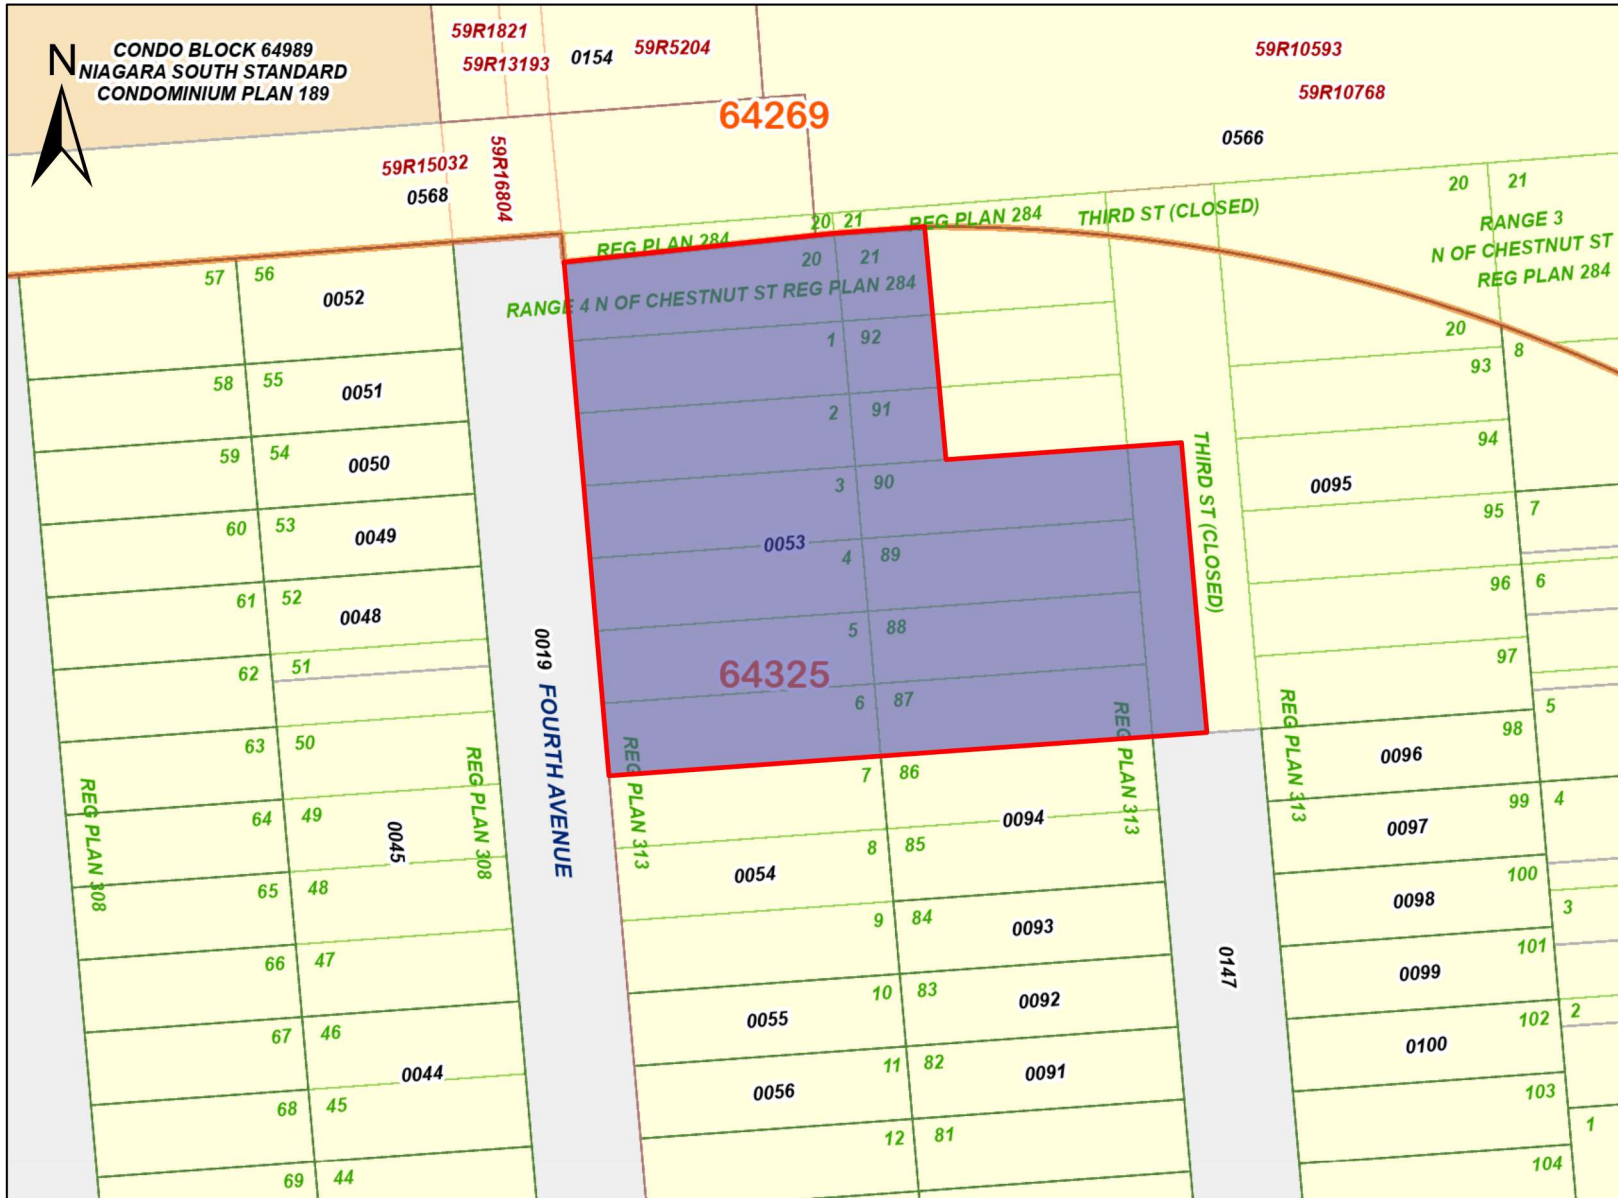 N
CONDO BLOCK 64989
NIAGARA SOUTH STANDARD
CONDOMINIUM PLAN 189
59R1821
59R13193
0154
59R5204
64269
59R10593
59R10768
0566
59R15032
0568
59R16804
20 21
REG PLAN 284
REG PLAN 284
THIRD ST (CLOSED)
20 21
RANGE 3
N OF CHESTNUT ST
REG PLAN 284
20 21
RANGE 4 N OF CHESTNUT ST REG PLAN 284
57 56
0052
58 55
0051
59 54
0050
60 53
0049
61 52
0048
62 51
63 50
64 49
0045
65 48
66 47
67 46
0044
68 45
69 44
REG PLAN 308
REG PLAN 308
0019 FOURTH AVENUE
1 92
2 91
3 90
0053
4 89
5 88
64325
6 87
REG PLAN 313
REG PLAN 313
7 86
0094
8 85
0054
9 84
0093
10 83
0055
0092
11 82
0056
0091
12 81
THIRD ST (CLOSED)
0147
REG PLAN 313
20
8
93
94
0095
95 7
96 6
97
5
98
0096
99 4
0097
100
0098
3
101
0099
102 2
0100
103
1
104